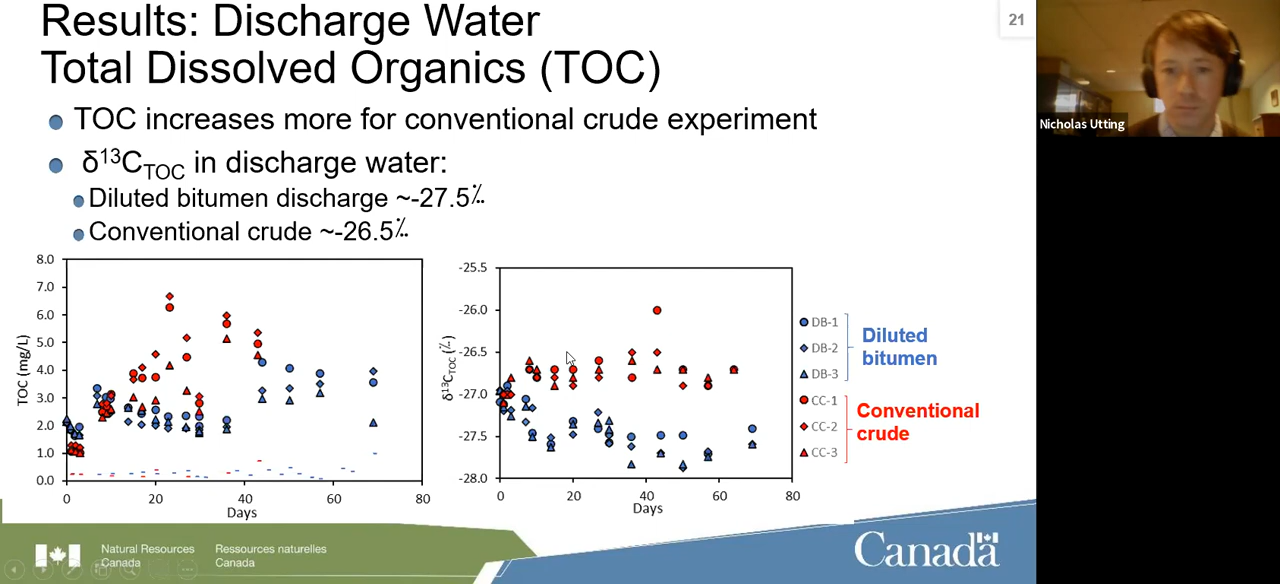 Results: Discharge Water
21
Total Dissolved Organics (TOC)
TOC increases more for conventional crude experiment
δ¹³C_TOC in discharge water:
Diluted bitumen discharge ~-27.5‰
Conventional crude ~-26.5‰
Nicholas Utting
8.0
7.0
6.0
5.0
4.0
3.0
2.0
1.0
0.0
TOC (mg/L)
0 20 40 60 80
Days
-25.5
-26.0
-26.5
-27.0
-27.5
-28.0
δ¹³C_TOC (‰)
0 20 40 60 80
Days
DB-1
DB-2
DB-3
Diluted
bitumen
CC-1
CC-2
CC-3
Conventional
crude
Natural Resources
Canada
Ressources naturelles
Canada
Canada